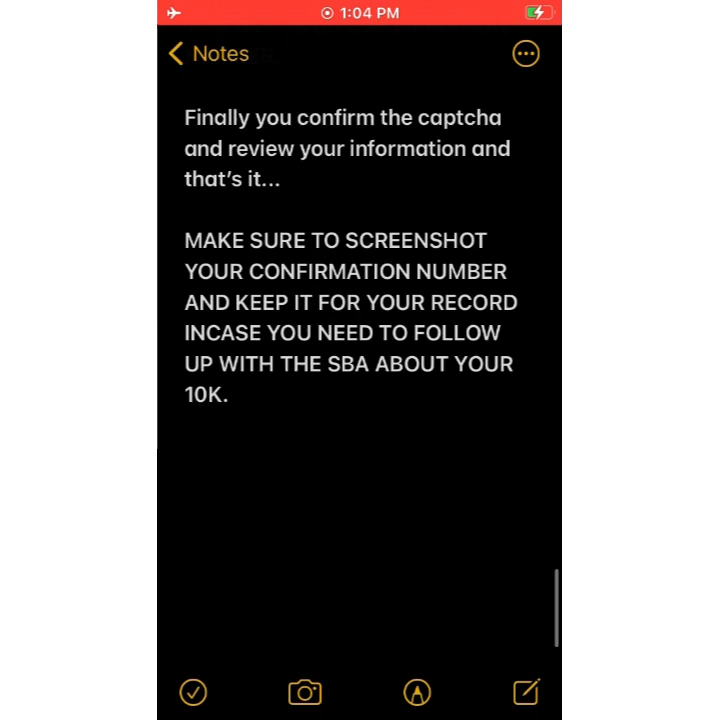 1:04 PM
Notes
Finally you confirm the captcha
and review your information and
that's it...
MAKE SURE TO SCREENSHOT
YOUR CONFIRMATION NUMBER
AND KEEP IT FOR YOUR RECORD
INCASE YOU NEED TO FOLLOW
UP WITH THE SBA ABOUT YOUR
10K.